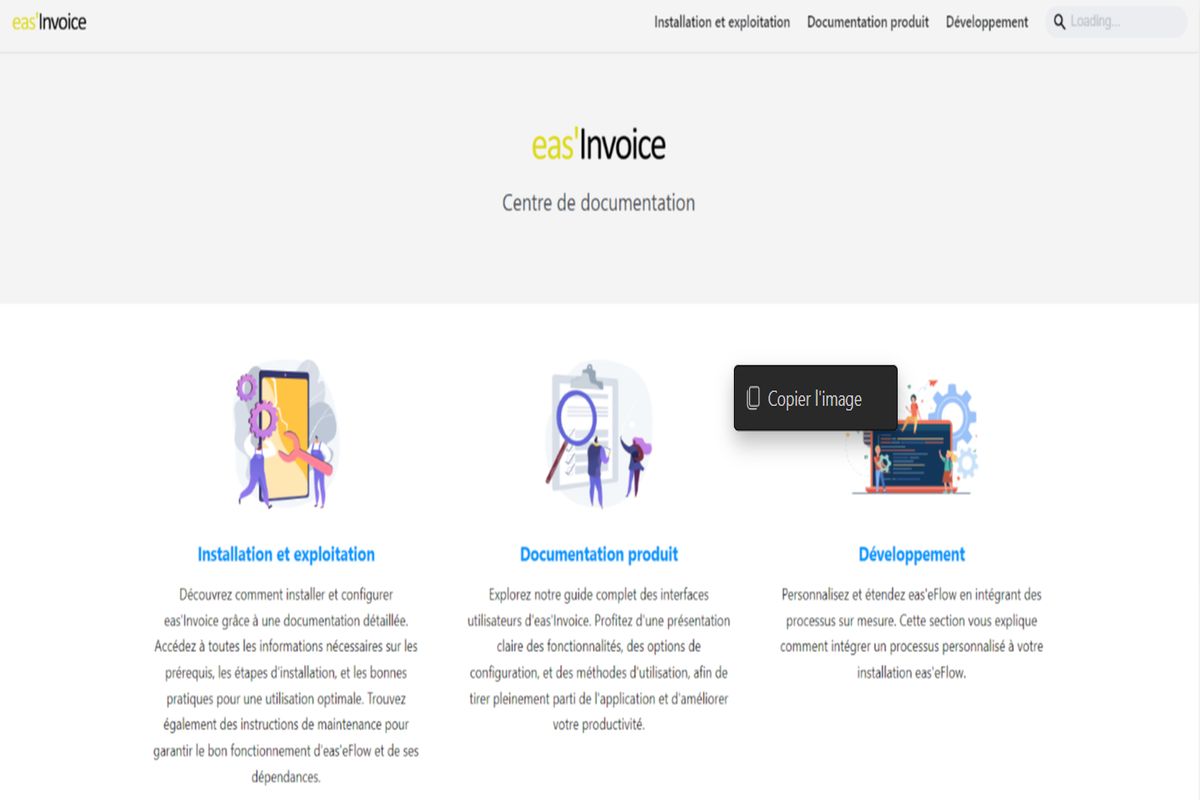 eas'Invoice
Installation et exploitation Documentation produit Développement Loading...
eas'Invoice
Centre de documentation
Copier l'image
Installation et exploitation
Découvrez comment installer et configurer
eas'Invoice grâce à une documentation détaillée.
Accédez à toutes les informations nécessaires sur les
prérequis, les étapes d'installation, et les bonnes
pratiques pour une utilisation optimale. Trouvez
également des instructions de maintenance pour
garantir le bon fonctionnement d'eas'eFlow et de ses
dépendances.
Documentation produit
Explorez notre guide complet des interfaces
utilisateurs d'eas'Invoice. Profitez d'une présentation
claire des fonctionnalités, des options de
configuration, et des méthodes d'utilisation, afin de
tirer pleinement parti de l'application et d'améliorer
votre productivité.
Développement
Personnalisez et étendez eas'eFlow en intégrant des
processus sur mesure. Cette section vous explique
comment intégrer un processus personnalisé à votre
installation eas'eFlow.